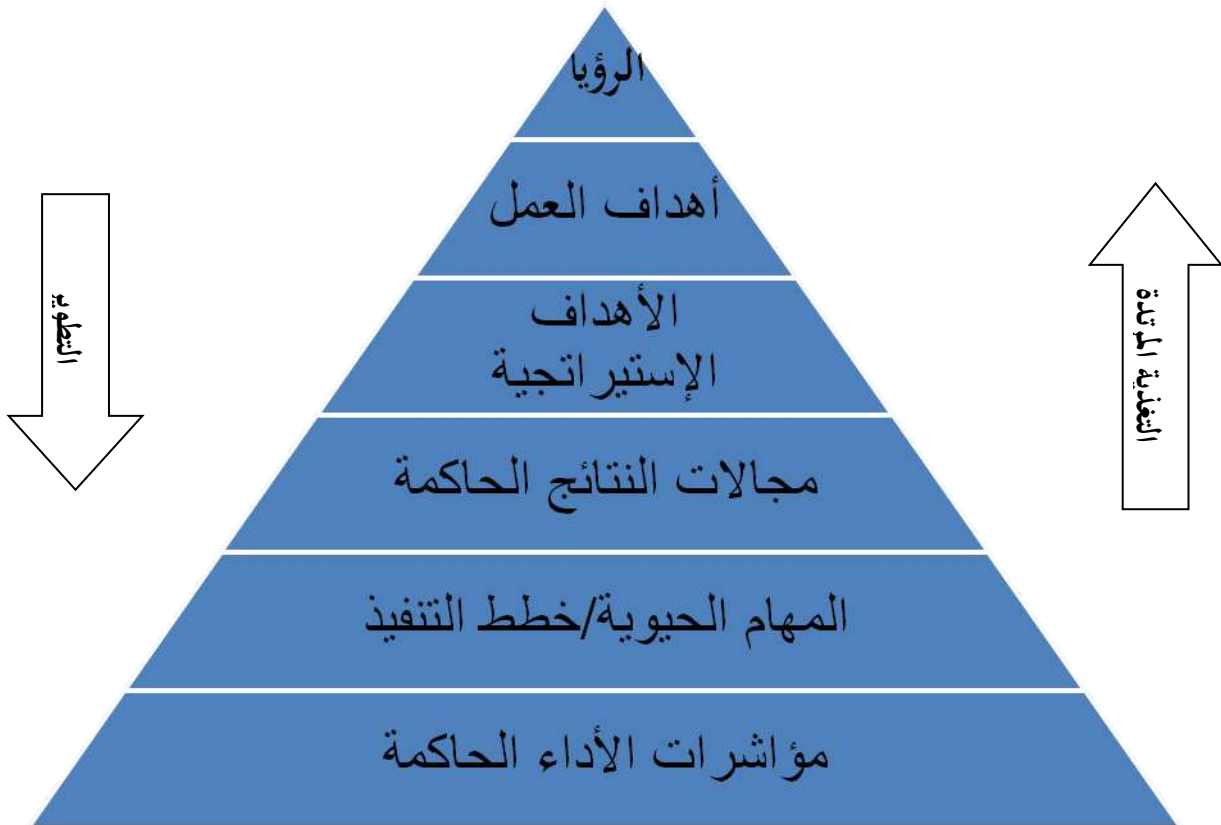 الرؤيا
أهداف العمل
الأهداف
الإستيراتجية
مجالات النتائج الحاكمة
المهام الحيوية/خطط التنفيذ
مؤاشرات الأداء الحاكمة
التطوير
التغذية المرتدة